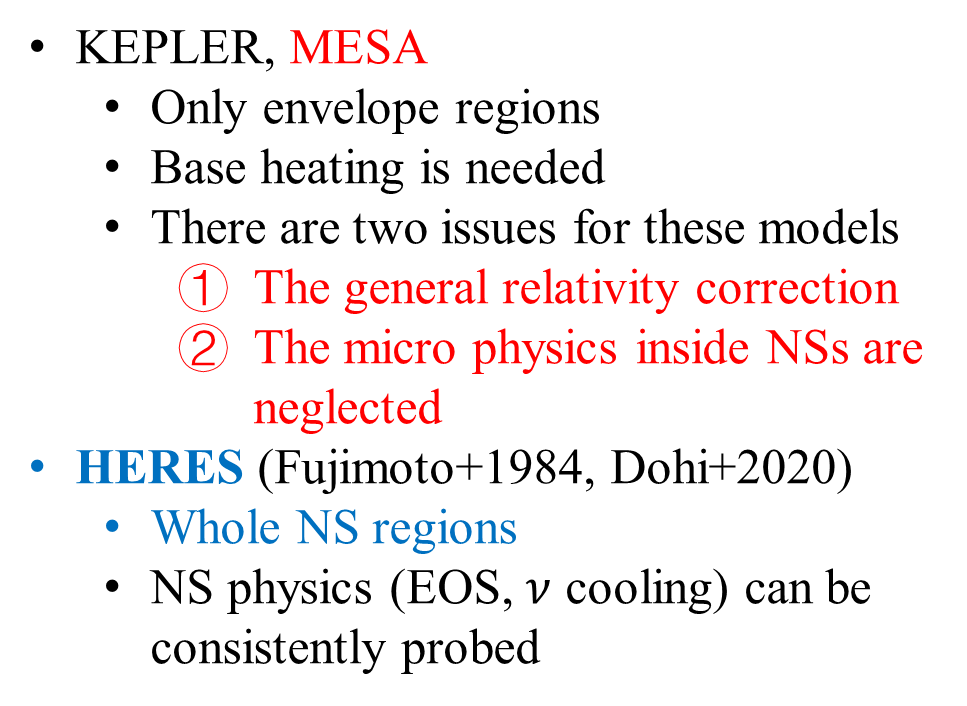 • KEPLER, MESA
• Only envelope regions
• Base heating is needed
• There are two issues for these models
① The general relativity correction
② The micro physics inside NSs are
neglected
• HERES (Fujimoto+1984, Dohi+2020)
• Whole NS regions
• NS physics (EOS, ν cooling) can be
consistently probed